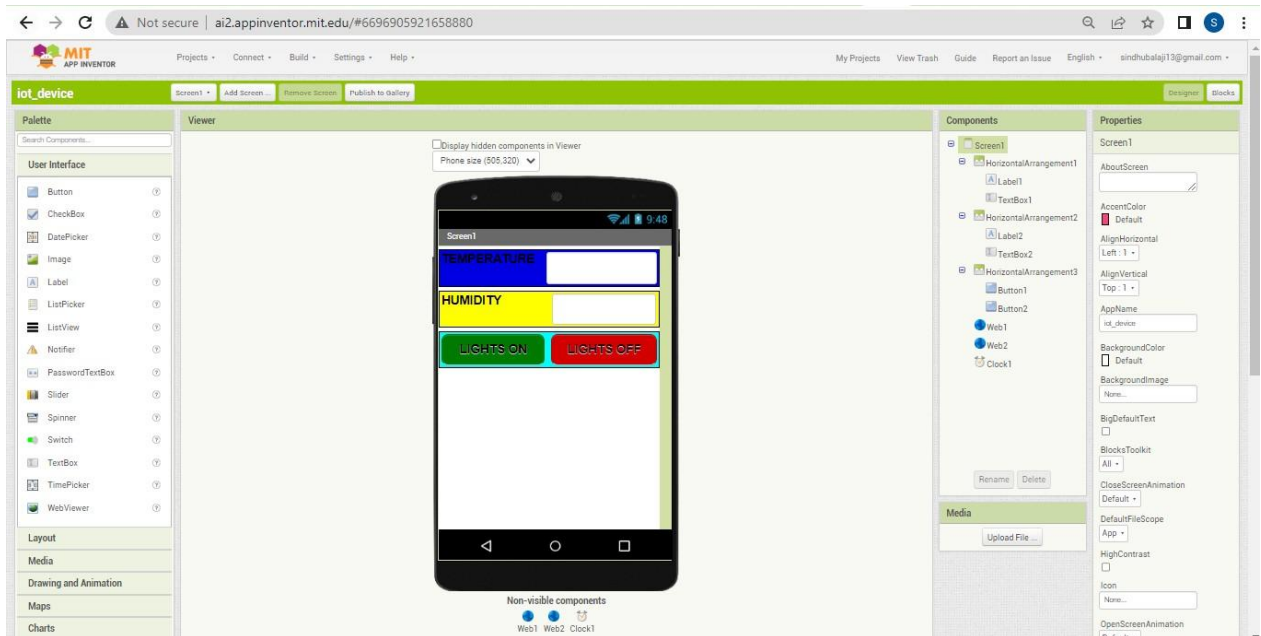 Not secure | ai2.appinventor.mit.edu/#6696905921658880
S
MIT
APP INVENTOR
Projects Connect Build Settings Help
My Projects View Trash Guide Report an Issue English sindhubalaji13@gmail.com
iot_device
Screen1 Add Screen ... Remove Screen Publish to Gallery
Designer Blocks
Palette
Search Components...
User Interface
Button
CheckBox
DatePicker
Image
Label
ListPicker
ListView
Notifier
PasswordTextBox
Slider
Spinner
Switch
TextBox
TimePicker
WebViewer
Layout
Media
Drawing and Animation
Maps
Charts
Viewer
Display hidden components in Viewer
Phone size (505,320)
9:48
Screen1
TEMPERATURE
HUMIDITY
LIGHTS ON LIGHTS OFF
Non-visible components
Web1 Web2 Clock1
Components
Screen1
HorizontalArrangement1
Label1
TextBox1
HorizontalArrangement2
Label2
TextBox2
HorizontalArrangement3
Button1
Button2
Web1
Web2
Clock1
Rename Delete
Media
Upload File ...
Properties
Screen1
AboutScreen
AccentColor
Default
AlignHorizontal
Left : 1
AlignVertical
Top : 1
AppName
iot_device
BackgroundColor
Default
BackgroundImage
None...
BigDefaultText
BlocksToolkit
All
CloseScreenAnimation
Default
DefaultFileScope
App
HighContrast
Icon
None...
OpenScreenAnimation